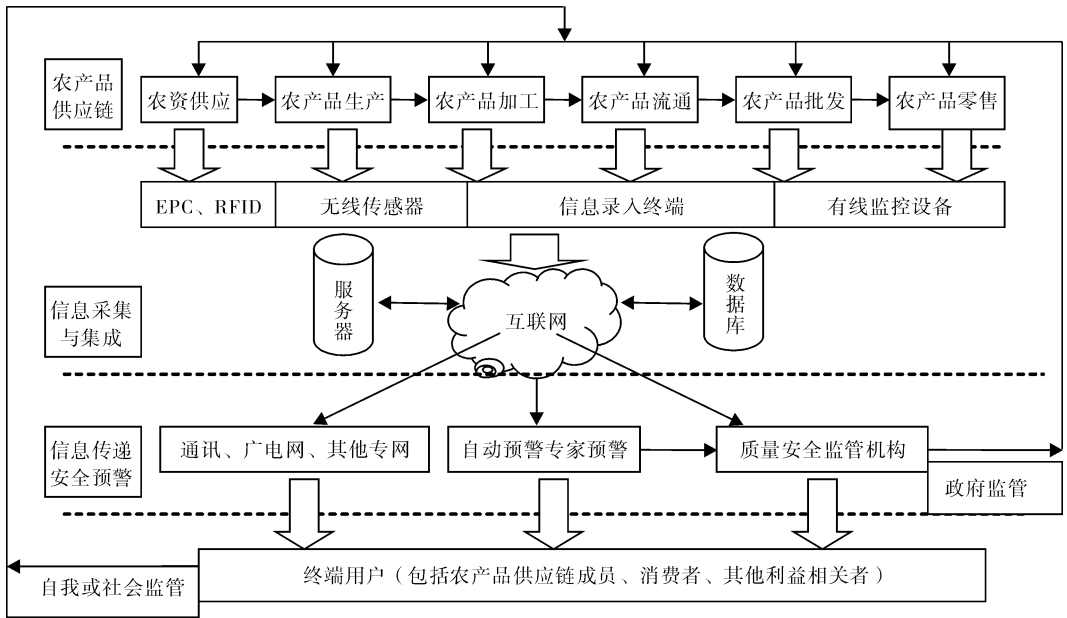 农产品
供应链
农资供应
农产品生产
农产品加工
农产品流通
农产品批发
农产品零售
EPC、RFID
无线传感器
信息录入终端
有线监控设备
信息采集
与集成
服务器
互联网
数据库
信息传递
安全预警
通讯、广电网、其他专网
自动预警专家预警
质量安全监管机构
政府监管
自我或社会监管
终端用户（包括农产品供应链成员、消费者、其他利益相关者）